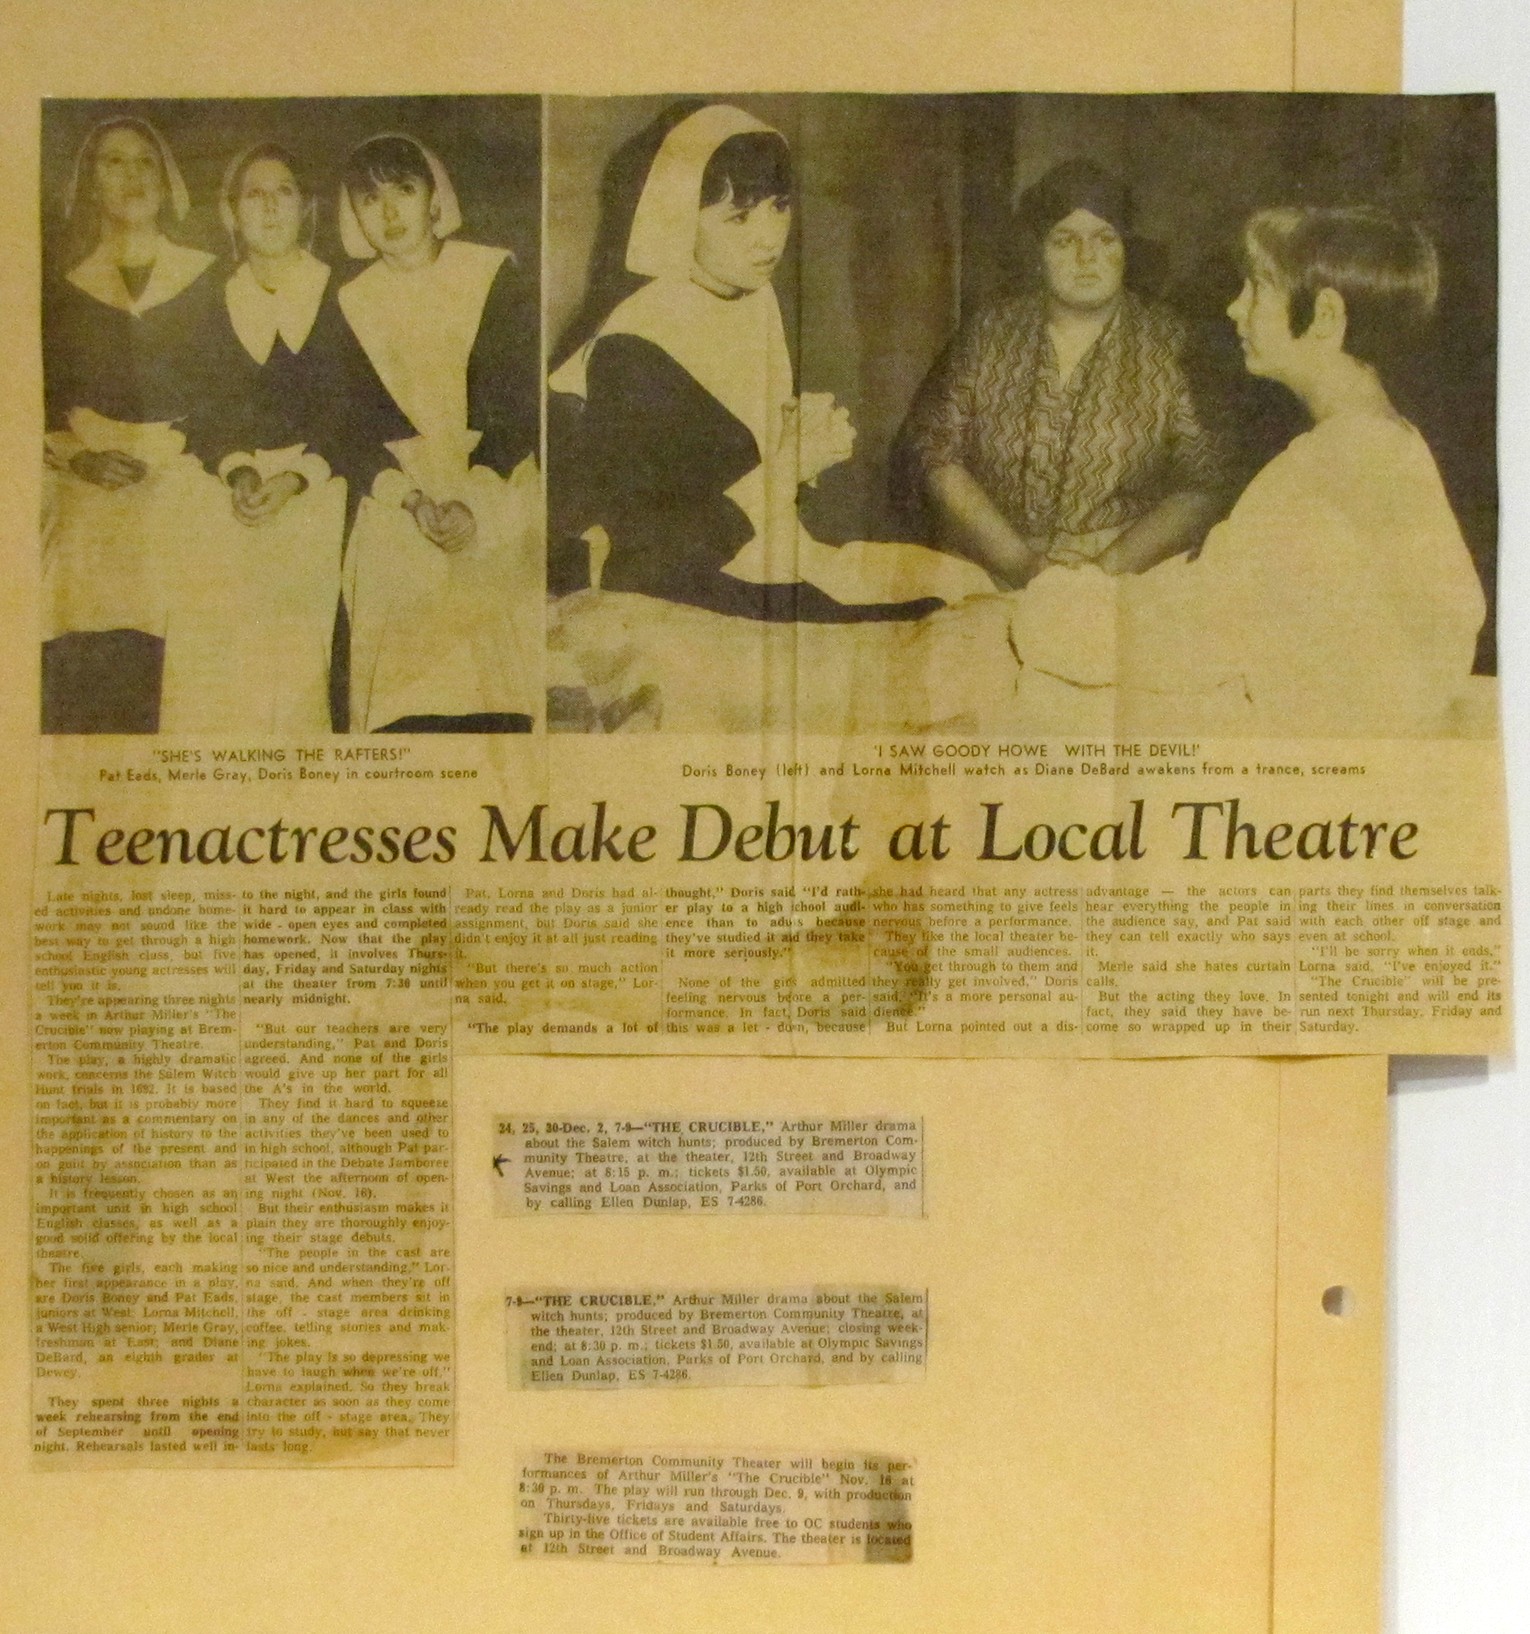 "SHE'S WALKING THE RAFTERS!"
Pat Eads, Merle Gray, Doris Boney in courtroom scene
'I SAW GOODY HOWE WITH THE DEVIL!'
Doris Boney (left) and Lorna Mitchell watch as Diane DeBard awakens from a trance, screams
Teenactresses Make Debut at Local Theatre
Late nights, lost sleep, miss-
ed activities and undone home-
work may not sound like the
best way to get through a high
school English class, but five
enthusiastic young actresses will
tell you it is.
They're appearing three nights
a week in Arthur Miller's "The
Crucible" now playing at Brem-
erton Community Theatre.
The play, a highly dramatic
work, concerns the Salem Witch
Hunt trials in 1692. It is based
on fact, but it is probably more
important as a commentary on
the application of history to the
happenings of the present and
on guilt by association than as
a history lesson.
It is frequently chosen as an
important unit in high school
English classes, as well as a
good solid offering by the local
theatre.
The five girls, each making
her first appearance in a play,
are Doris Boney and Pat Eads,
juniors at West; Lorna Mitchell,
a West High senior; Merle Gray,
freshman at East; and Diane
DeBard, an eighth grader at
Dewey.
They spent three nights a
week rehearsing from the end
of September until opening
night. Rehearsals lasted well in-
to the night, and the girls found
it hard to appear in class with
wide - open eyes and completed
homework. Now that the play
has opened, it involves Thurs-
day, Friday and Saturday nights
at the theater from 7:30 until
nearly midnight.
"But our teachers are very
understanding," Pat and Doris
agreed. And none of the girls
would give up her part for all
the A's in the world.
They find it hard to squeeze
in any of the dances and other
activities they've been used to
in high school, although Pat par-
ticipated in the Debate Jamboree
at West the afternoon of open-
ing night (Nov. 16).
But their enthusiasm makes it
plain they are thoroughly enjoy-
ing their stage debuts.
"The people in the cast are
so nice and understanding," Lor-
na said. And when they're off
stage, the cast members sit in
the off - stage area drinking
coffee, telling stories and mak-
ing jokes.
"The play is so depressing we
have to laugh when we're off,"
Lorna explained. So they break
character as soon as they come
into the off - stage area. They
try to study, but say that never
lasts long.
Pat, Lorna and Doris had al-
ready read the play as a junior
assignment, but Doris said she
didn't enjoy it at all just reading
it.
"But there's so much action
when you get it on stage," Lor-
na said.
"The play demands a lot of
thought," Doris said "I'd rath-
er play to a high school audi-
ence than to adults because
they've studied it and they take
it more seriously."
None of the girls admitted
feeling nervous before a per-
formance. In fact, Doris said
this was a let - down, because
she had heard that any actress
who has something to give feels
nervous before a performance.
They like the local theater be-
cause of the small audiences.
"You get through to them and
they really get involved," Doris
said. "It's a more personal au-
dience."
But Lorna pointed out a dis-
advantage — the actors can
hear everything the people in
the audience say, and Pat said
they can tell exactly who says
it.
Merle said she hates curtain
calls.
But the acting they love. In
fact, they said they have be-
come so wrapped up in their
parts they find themselves talk-
ing their lines in conversation
with each other off stage and
even at school.
"I'll be sorry when it ends,"
Lorna said. "I've enjoyed it."
"The Crucible" will be pre-
sented tonight and will end its
run next Thursday, Friday and
Saturday.
24, 25, 30-Dec. 2, 7-9—"THE CRUCIBLE," Arthur Miller drama
about the Salem witch hunts; produced by Bremerton Com-
munity Theatre, at the theater, 12th Street and Broadway
Avenue; at 8:15 p. m.; tickets $1.50, available at Olympic
Savings and Loan Association, Parks of Port Orchard, and
by calling Ellen Dunlap, ES 7-4286.
7-9—"THE CRUCIBLE," Arthur Miller drama about the Salem
witch hunts; produced by Bremerton Community Theatre, at
the theater, 12th Street and Broadway Avenue; closing week-
end; at 8:30 p. m.; tickets $1.50, available at Olympic Savings
and Loan Association, Parks of Port Orchard, and by calling
Ellen Dunlap, ES 7-4286.
The Bremerton Community Theater will begin its per-
formances of Arthur Miller's "The Crucible" Nov. 16 at
8:30 p. m. The play will run through Dec. 9, with production
on Thursdays, Fridays and Saturdays.
Thirty-five tickets are available free to OC students who
sign up in the Office of Student Affairs. The theater is located
at 12th Street and Broadway Avenue.